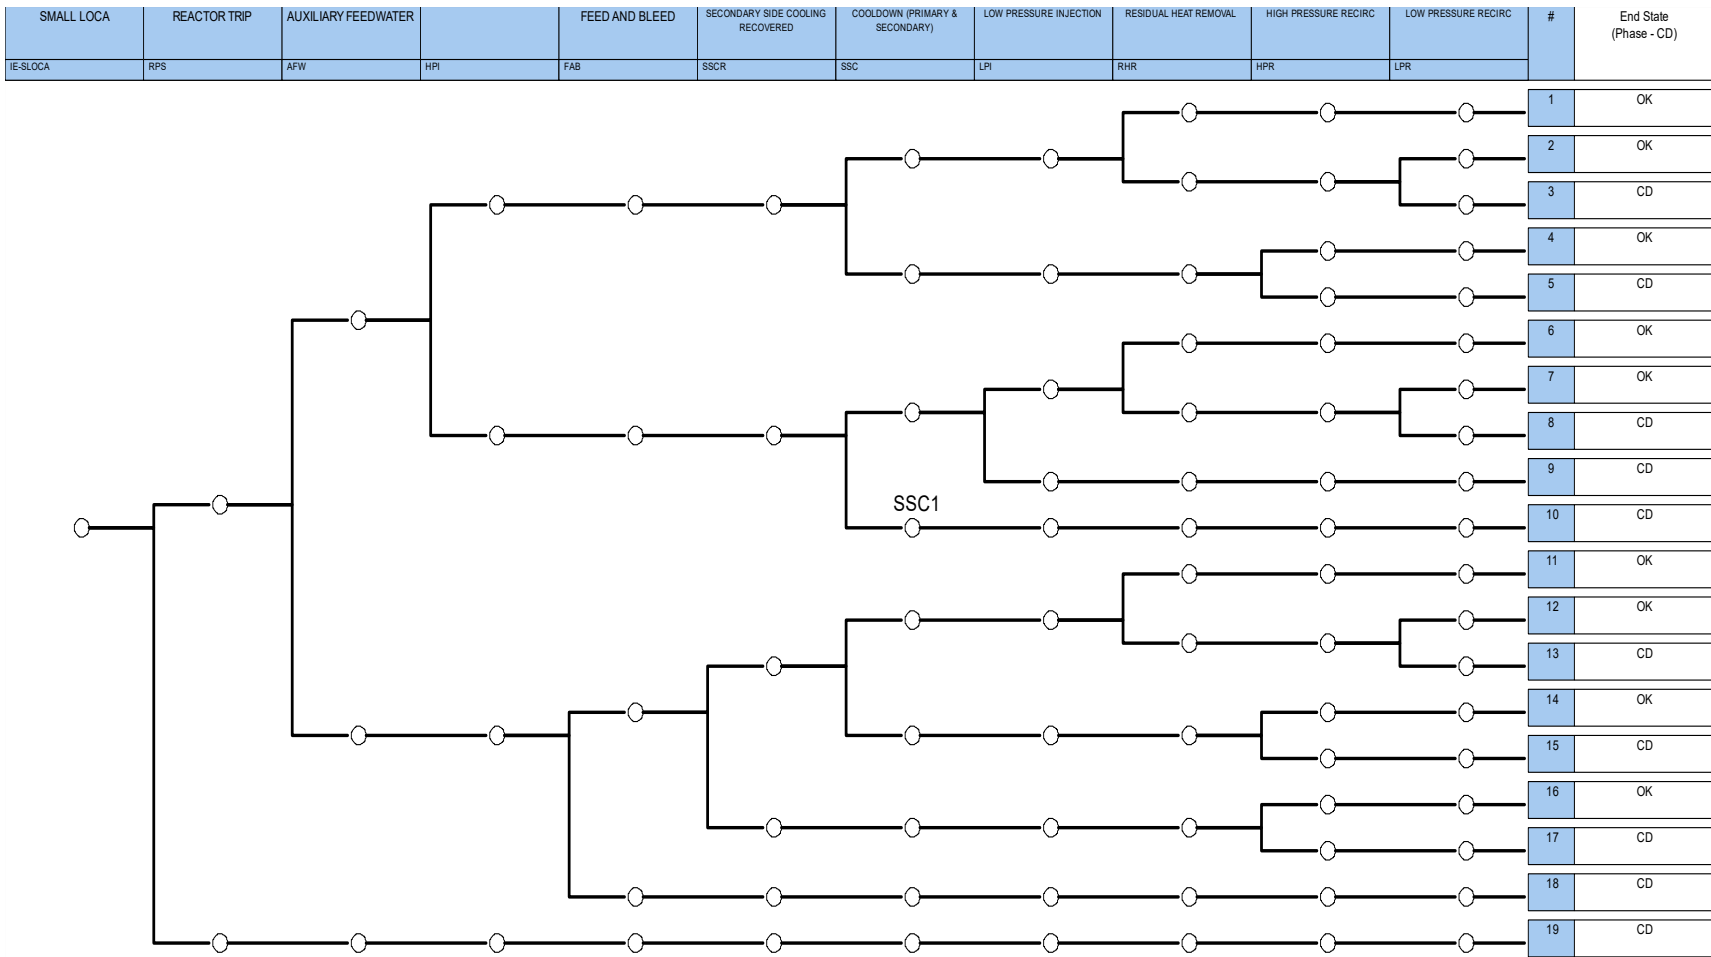 SMALL LOCA
REACTOR TRIP
AUXILIARY FEEDWATER
FEED AND BLEED
SECONDARY SIDE COOLING
RECOVERED
COOLDOWN (PRIMARY &
SECONDARY)
LOW PRESSURE INJECTION
RESIDUAL HEAT REMOVAL
HIGH PRESSURE RECIRC
LOW PRESSURE RECIRC
#
End State
(Phase - CD)
IE-SLOCA
RPS
AFW
HPI
FAB
SSCR
SSC
LPI
RHR
HPR
LPR
1 OK
2 OK
3 CD
4 OK
5 CD
6 OK
7 OK
8 CD
9 CD
SSC1
10 CD
11 OK
12 OK
13 CD
14 OK
15 CD
16 OK
17 CD
18 CD
19 CD